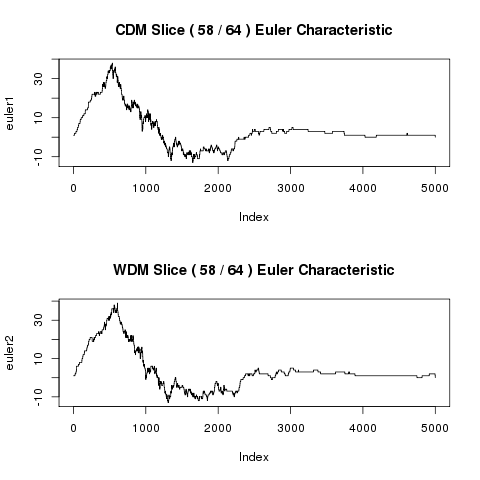 CDM Slice ( 58 / 64 ) Euler Characteristic
euler1
-10 10 30
0 1000 2000 3000 4000 5000
Index
WDM Slice ( 58 / 64 ) Euler Characteristic
euler2
-10 10 30
0 1000 2000 3000 4000 5000
Index